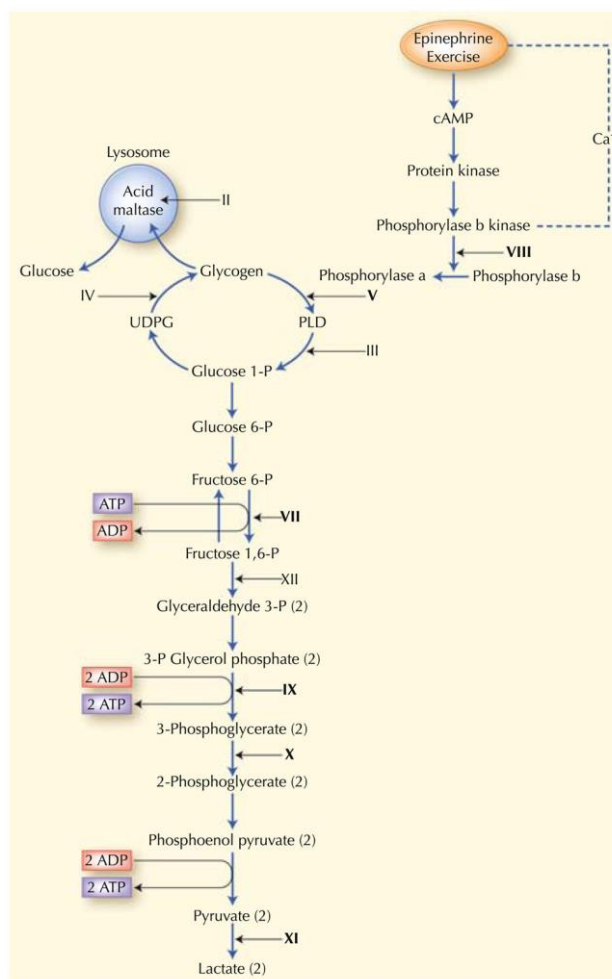 Epinephrine
Exercise
cAMP
Ca
Lysosome
Protein kinase
Acid
maltase
II
Phosphorylase b kinase
VIII
Glucose
Glycogen
Phosphorylase a
Phosphorylase b
IV
V
UDPG
PLD
III
Glucose 1-P
Glucose 6-P
Fructose 6-P
ATP
VII
ADP
Fructose 1,6-P
XII
Glyceraldehyde 3-P (2)
3-P Glycerol phosphate (2)
2 ADP
IX
2 ATP
3-Phosphoglycerate (2)
X
2-Phosphoglycerate (2)
Phosphoenol pyruvate (2)
2 ADP
2 ATP
Pyruvate (2)
XI
Lactate (2)